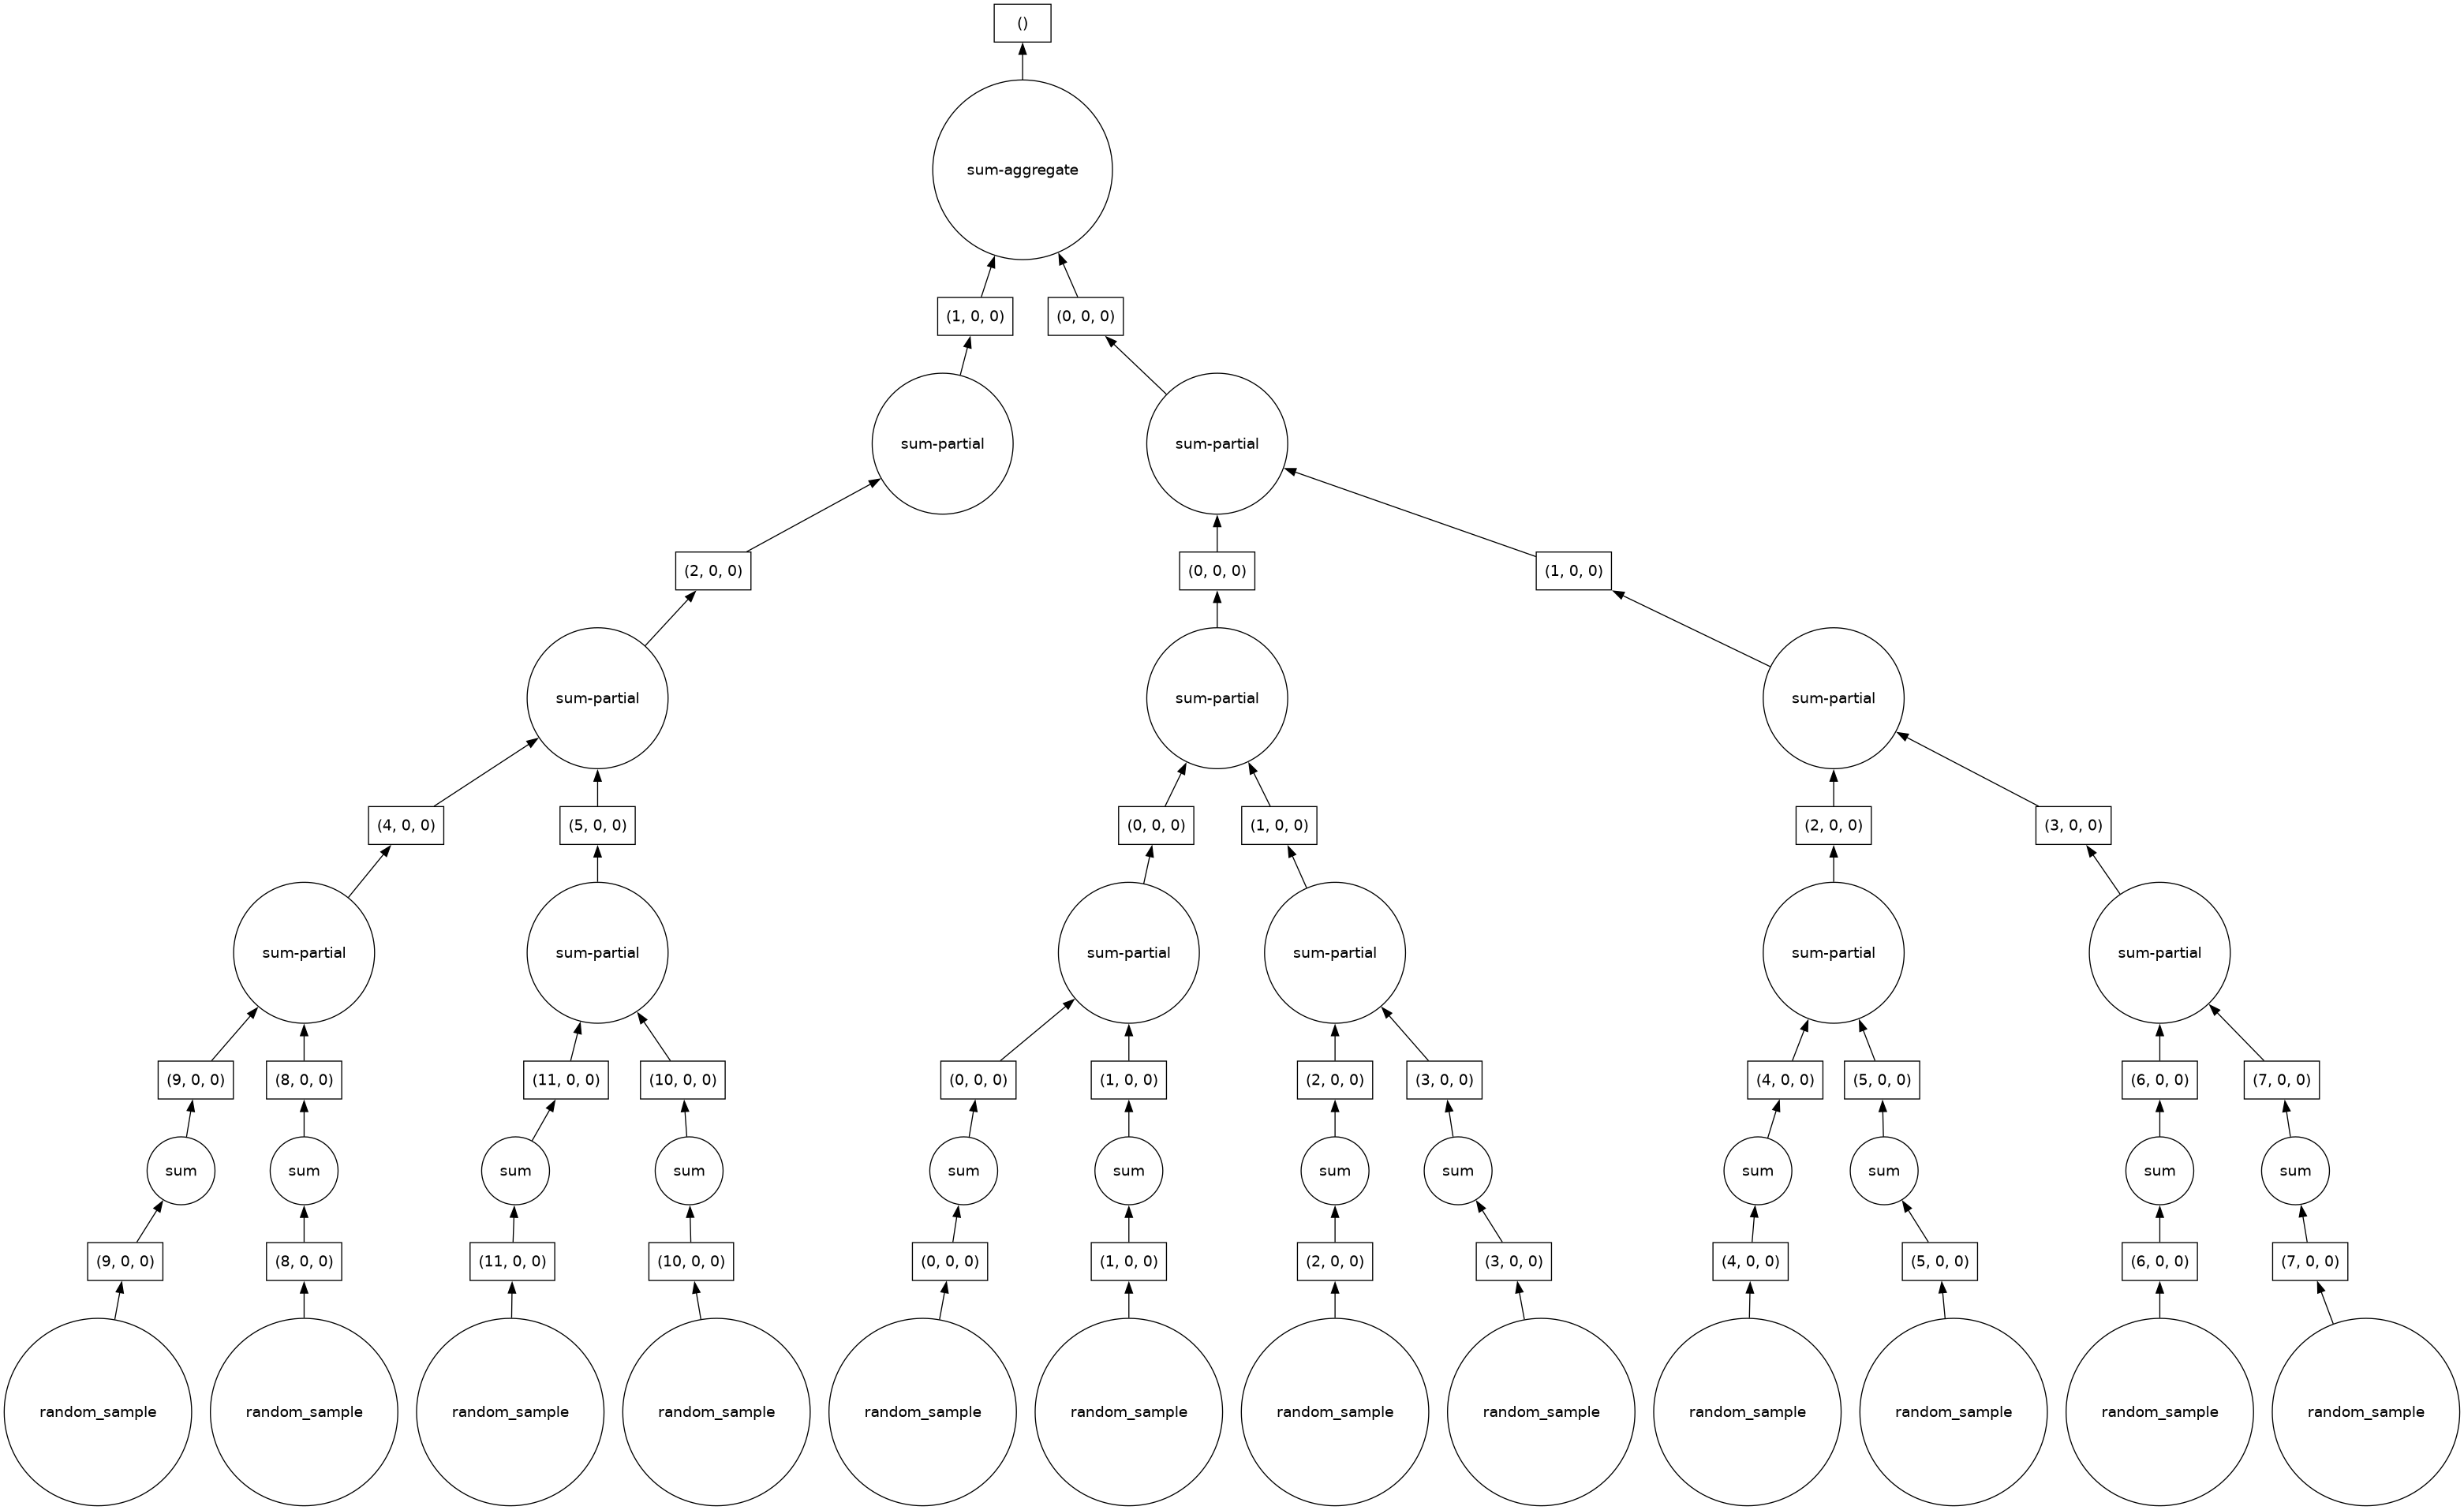 ()
sum-aggregate
(1, 0, 0)
(0, 0, 0)
sum-partial
sum-partial
(2, 0, 0)
(0, 0, 0)
(1, 0, 0)
sum-partial
sum-partial
sum-partial
(4, 0, 0)
(5, 0, 0)
(0, 0, 0)
(1, 0, 0)
(2, 0, 0)
(3, 0, 0)
sum-partial
sum-partial
sum-partial
sum-partial
sum-partial
sum-partial
(9, 0, 0)
(8, 0, 0)
(11, 0, 0)
(10, 0, 0)
(0, 0, 0)
(1, 0, 0)
(2, 0, 0)
(3, 0, 0)
(4, 0, 0)
(5, 0, 0)
(6, 0, 0)
(7, 0, 0)
sum
sum
sum
sum
sum
sum
sum
sum
sum
sum
sum
sum
(9, 0, 0)
(8, 0, 0)
(11, 0, 0)
(10, 0, 0)
(0, 0, 0)
(1, 0, 0)
(2, 0, 0)
(3, 0, 0)
(4, 0, 0)
(5, 0, 0)
(6, 0, 0)
(7, 0, 0)
random_sample
random_sample
random_sample
random_sample
random_sample
random_sample
random_sample
random_sample
random_sample
random_sample
random_sample
random_sample